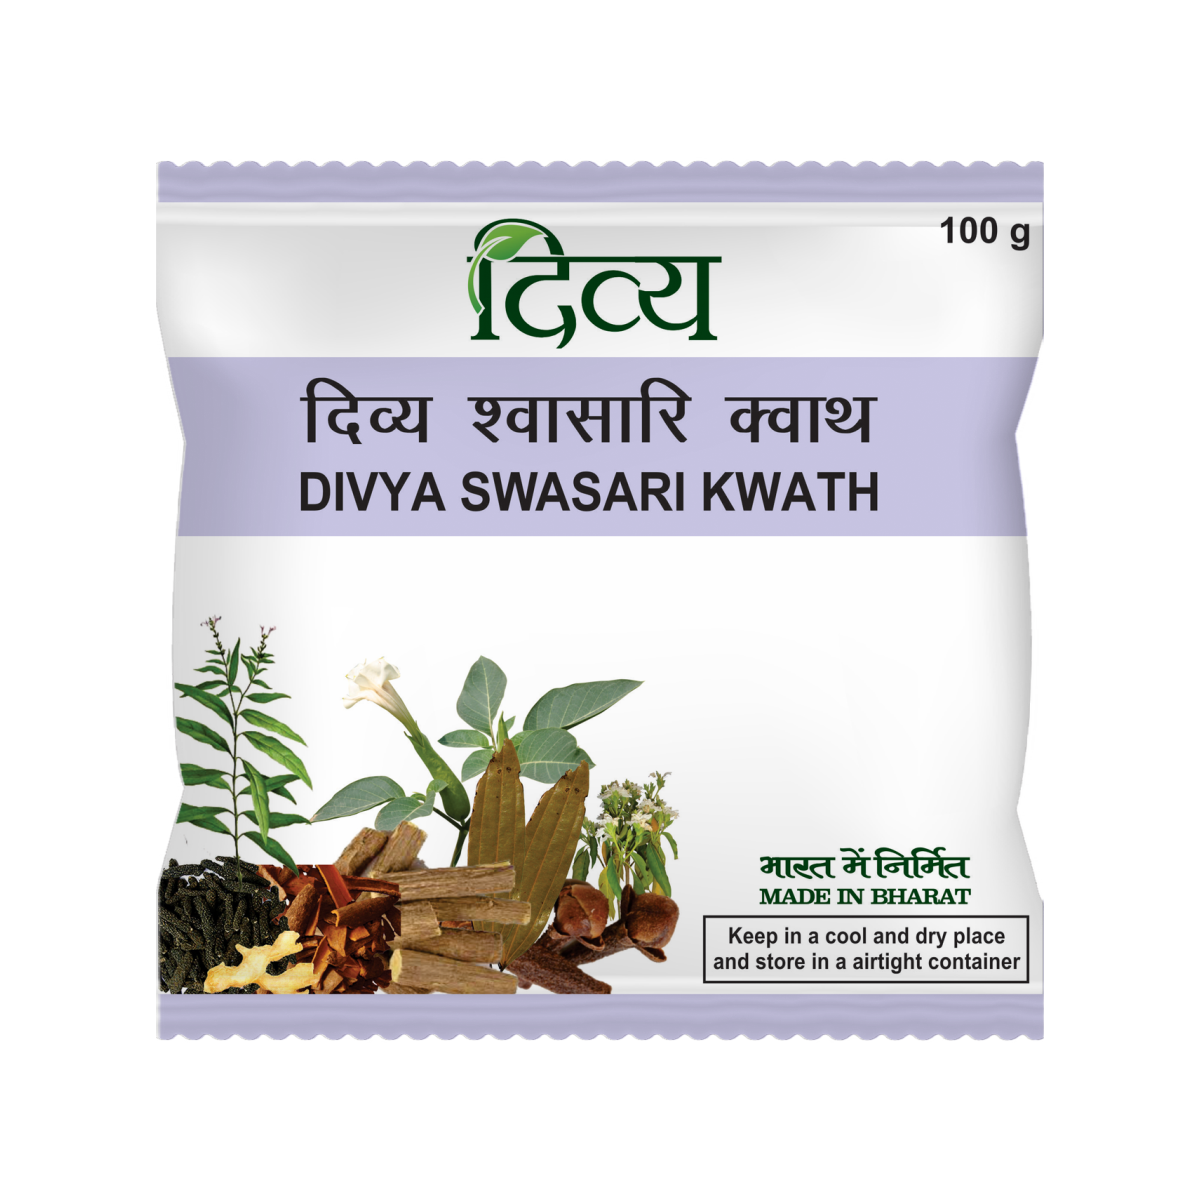 दिव्य
100 g
दिव्य श्वासारि क्वाथ
DIVYA SWASARI KWATH
भारत में निर्मित
MADE IN BHARAT
Keep in a cool and dry place
and store in a airtight container